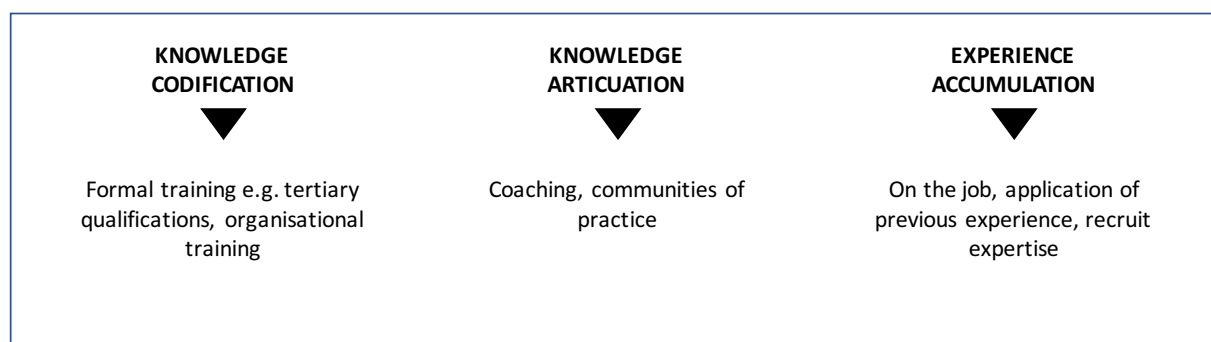 KNOWLEDGE
CODIFICATION
Formal training e.g. tertiary
qualifications, organisational
training
KNOWLEDGE
ARTICUATION
Coaching, communities of
practice
EXPERIENCE
ACCUMULATION
On the job, application of
previous experience, recruit
expertise